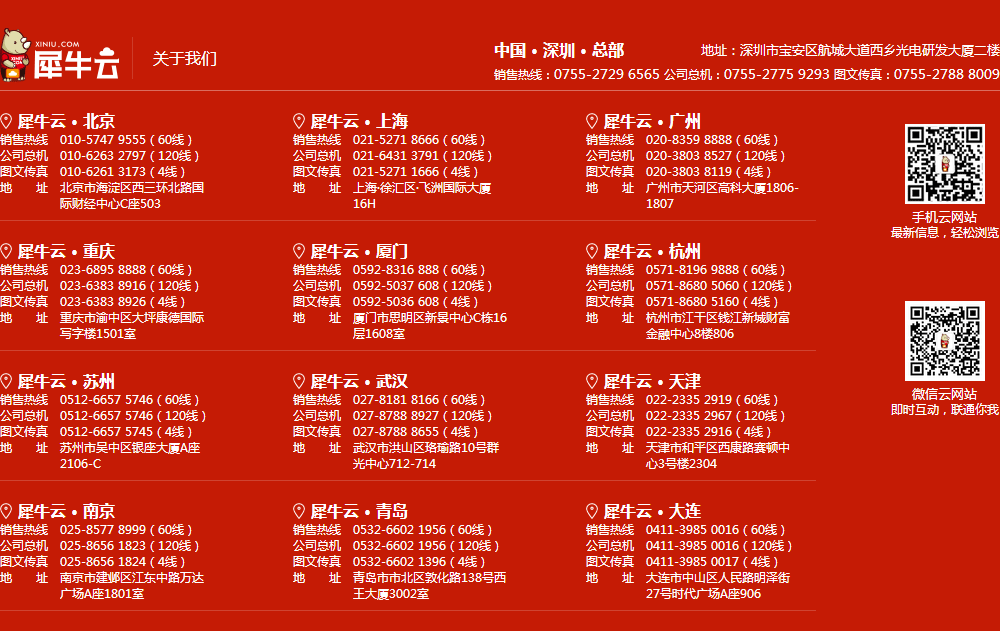 XINIU.COM
犀牛云
关于我们
中国·深圳·总部
地址：深圳市宝安区航城大道西乡光电研发大厦二楼
销售热线：0755-2729 6565 公司总机：0755-2775 9293 图文传真：0755-2788 8009
犀牛云·北京
销售热线 010-5747 9555（60线）
公司总机 010-6263 2797（120线）
图文传真 010-6261 3173（4线）
地 址 北京市海淀区西三环北路国
际财经中心C座503
犀牛云·上海
销售热线 021-5271 8666（60线）
公司总机 021-6431 3791（120线）
图文传真 021-5271 1666（4线）
地 址 上海·徐汇区·飞洲国际大厦
16H
犀牛云·广州
销售热线 020-8359 8888（60线）
公司总机 020-3803 8527（120线）
图文传真 020-3803 8119（4线）
地 址 广州市天河区高科大厦1806-
1807
手机云网站
最新信息，轻松浏览
犀牛云·重庆
销售热线 023-6895 8888（60线）
公司总机 023-6383 8916（120线）
图文传真 023-6383 8926（4线）
地 址 重庆市渝中区大坪康德国际
写字楼1501室
犀牛云·厦门
销售热线 0592-8316 888（60线）
公司总机 0592-5037 608（120线）
图文传真 0592-5036 608（4线）
地 址 厦门市思明区新景中心C栋16
层1608室
犀牛云·杭州
销售热线 0571-8196 9888（60线）
公司总机 0571-8680 5060（120线）
图文传真 0571-8680 5160（4线）
地 址 杭州市江干区钱江新城财富
金融中心8楼806
微信云网站
即时互动，联通你我
犀牛云·苏州
销售热线 0512-6657 5746（60线）
公司总机 0512-6657 5746（120线）
图文传真 0512-6657 5745（4线）
地 址 苏州市吴中区银座大厦A座
2106-C
犀牛云·武汉
销售热线 027-8181 8166（60线）
公司总机 027-8788 8927（120线）
图文传真 027-8788 8655（4线）
地 址 武汉市洪山区珞瑜路10号群
光中心712-714
犀牛云·天津
销售热线 022-2335 2919（60线）
公司总机 022-2335 2967（120线）
图文传真 022-2335 2916（4线）
地 址 天津市和平区西康路赛顿中
心3号楼2304
犀牛云·南京
销售热线 025-8577 8999（60线）
公司总机 025-8656 1823（120线）
图文传真 025-8656 1824（4线）
地 址 南京市建邺区江东中路万达
广场A座1801室
犀牛云·青岛
销售热线 0532-6602 1956（60线）
公司总机 0532-6602 1956（120线）
图文传真 0532-6602 1396（4线）
地 址 青岛市市北区敦化路138号西
王大厦3002室
犀牛云·大连
销售热线 0411-3985 0016（60线）
公司总机 0411-3985 0016（120线）
图文传真 0411-3985 0017（4线）
地 址 大连市中山区人民路明泽街
27号时代广场A座906